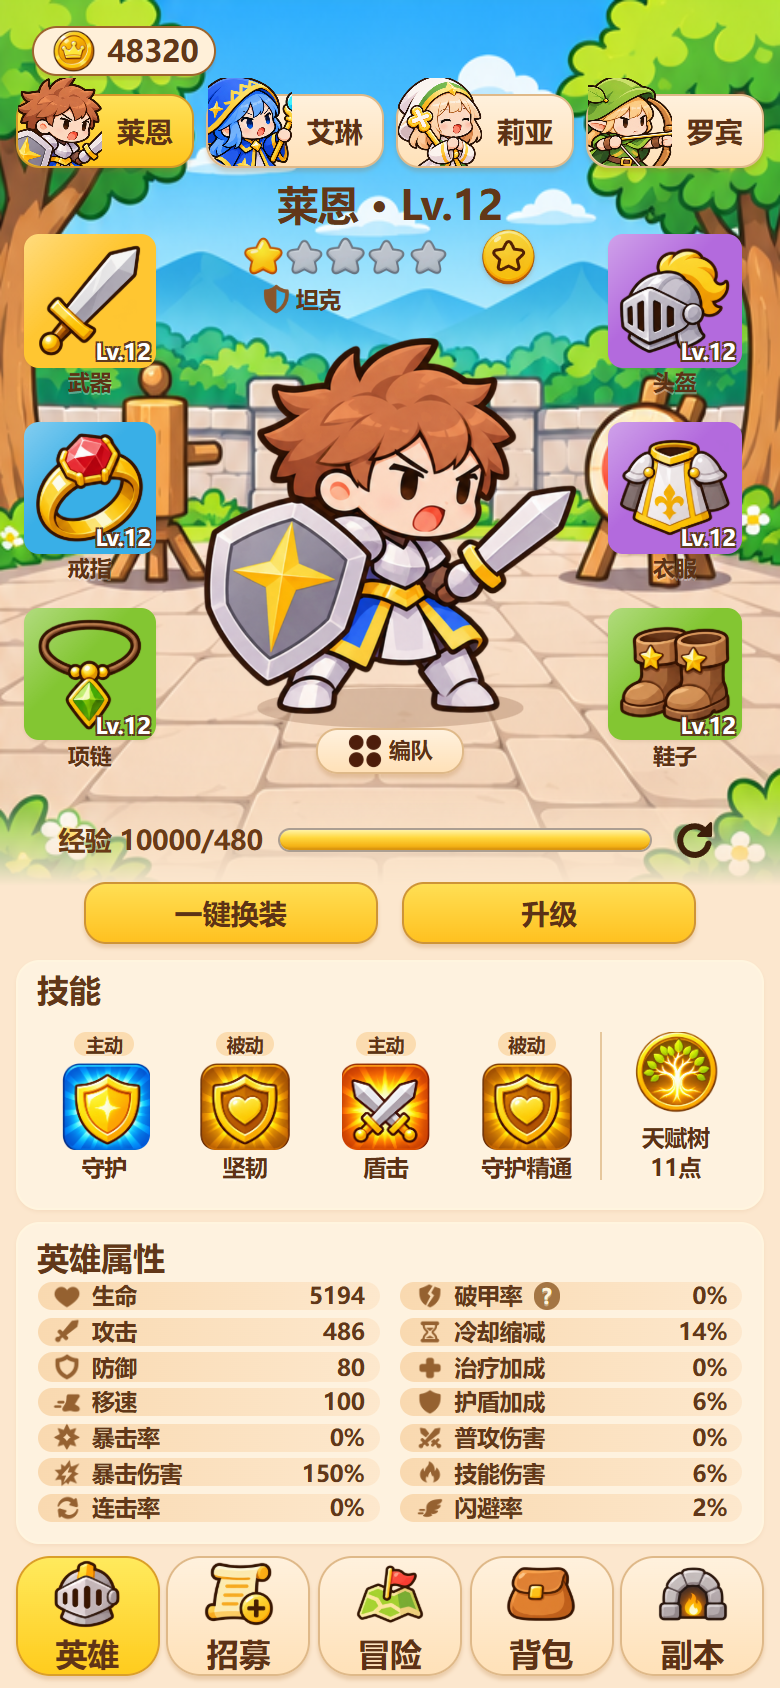 48320
莱恩
艾琳
莉亚
罗宾
莱恩·Lv.12
坦克
Lv.12
武器
Lv.12
头盔
Lv.12
戒指
Lv.12
衣服
Lv.12
项链
Lv.12
鞋子
编队
经验 10000/480
一键换装
升级
技能
主动
守护
被动
坚韧
主动
盾击
被动
守护精通
天赋树
11点
英雄属性
生命 5194
破甲率 ? 0%
攻击 486
冷却缩减 14%
防御 80
治疗加成 0%
移速 100
护盾加成 6%
暴击率 0%
普攻伤害 0%
暴击伤害 150%
技能伤害 6%
连击率 0%
闪避率 2%
英雄
招募
冒险
背包
副本